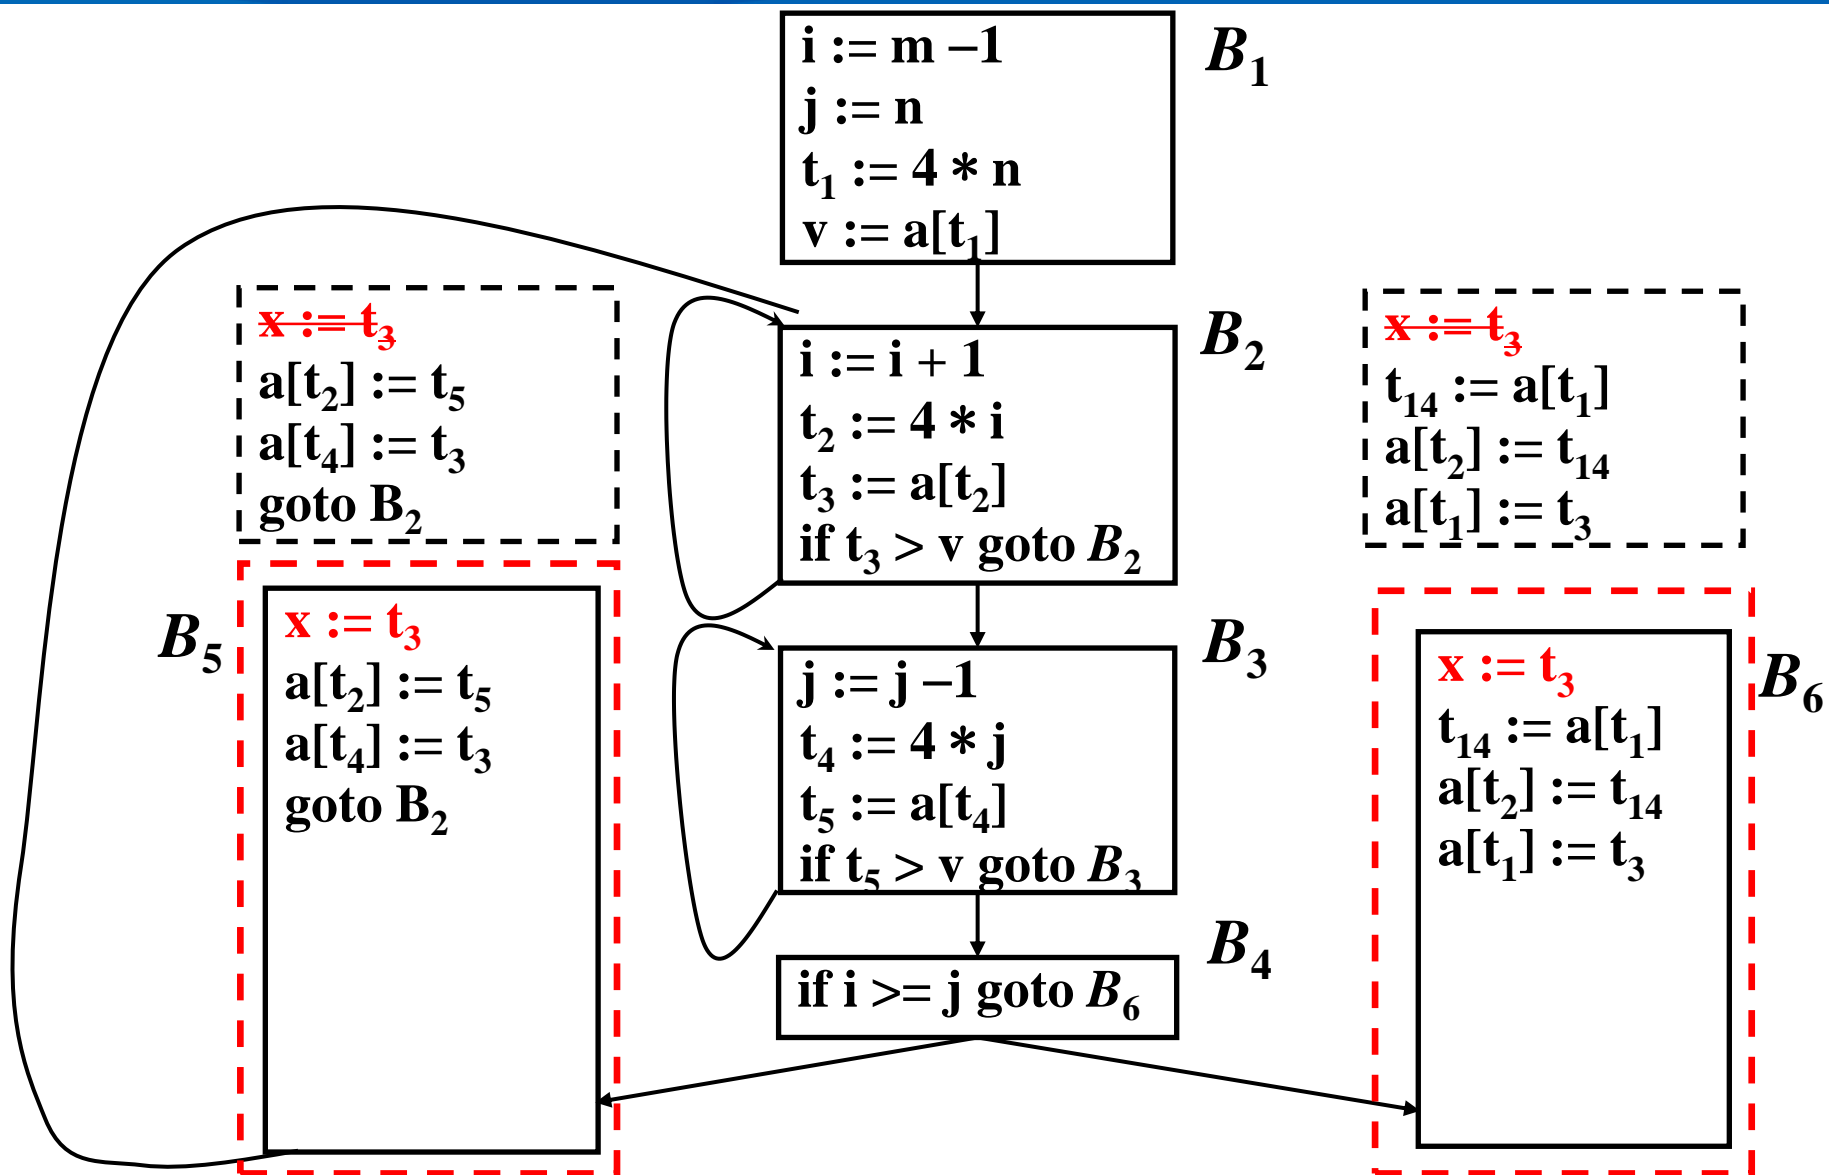 i := m –1
j := n
t₁ := 4 * n
v := a[t₁]
B₁
x := t₃
a[t₂] := t₅
a[t₄] := t₃
goto B₂
i := i + 1
t₂ := 4 * i
t₃ := a[t₂]
if t₃ > v goto B₂
B₂
x := t₃
t₁₄ := a[t₁]
a[t₂] := t₁₄
a[t₁] := t₃
B₅
x := t₃
a[t₂] := t₅
a[t₄] := t₃
goto B₂
j := j –1
t₄ := 4 * j
t₅ := a[t₄]
if t₅ > v goto B₃
B₃
x := t₃
t₁₄ := a[t₁]
a[t₂] := t₁₄
a[t₁] := t₃
B₆
if i >= j goto B₆
B₄